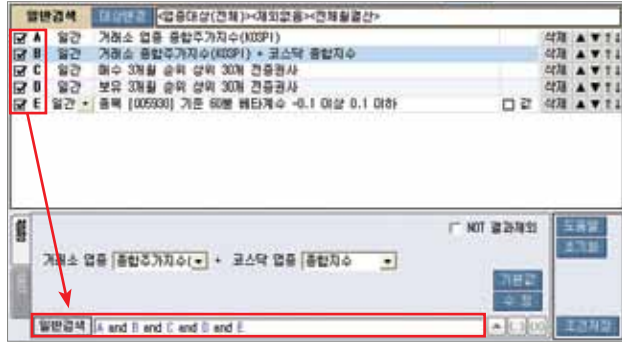 일반검색 대상변경 <업종대상(전체)><제외없음><전체월결산>
A 일간 거래소 업종 종합주가지수(KOSPI) 삭제 ▲ ▼ ↑ ↓
B 일간 거래소 종합주가지수(KOSPI) + 코스닥 종합지수 삭제 ▲ ▼ ↑ ↓
C 일간 매수 3개월 순위 상위 30개 전증권사 삭제 ▲ ▼ ↑ ↓
D 일간 보유 3개월 순위 상위 30개 전증권사 삭제 ▲ ▼ ↑ ↓
E 일간 종목 [005930] 기준 60봉 베타계수 -0.1 이상 0.1 이하 값 삭제 ▲ ▼ ↑ ↓
NOT 결과제외 도움말
초기화
거래소 업종 종합주가지수( + 코스닥 업종 종합지수
기본값
수 정
일반검색 A and B and C and D and E ( ) 조건저장